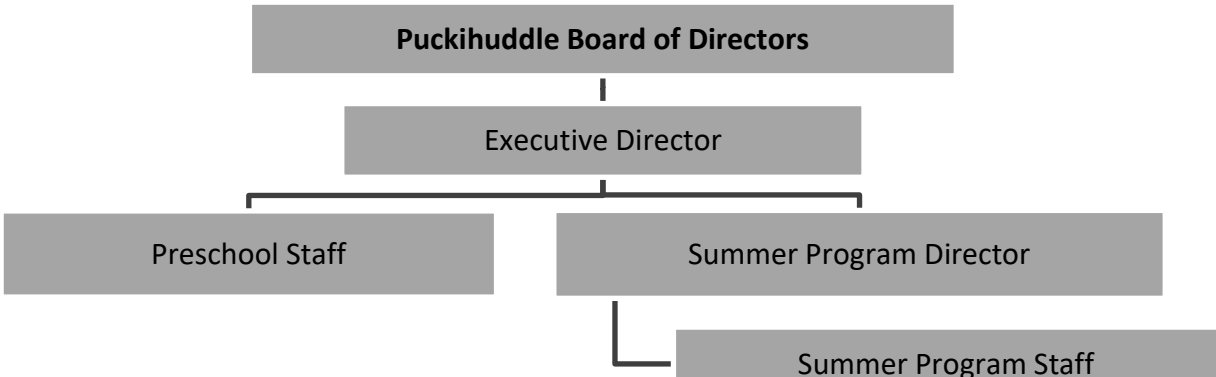 Puckihuddle Board of Directors
Executive Director
Preschool Staff
Summer Program Director
Summer Program Staff